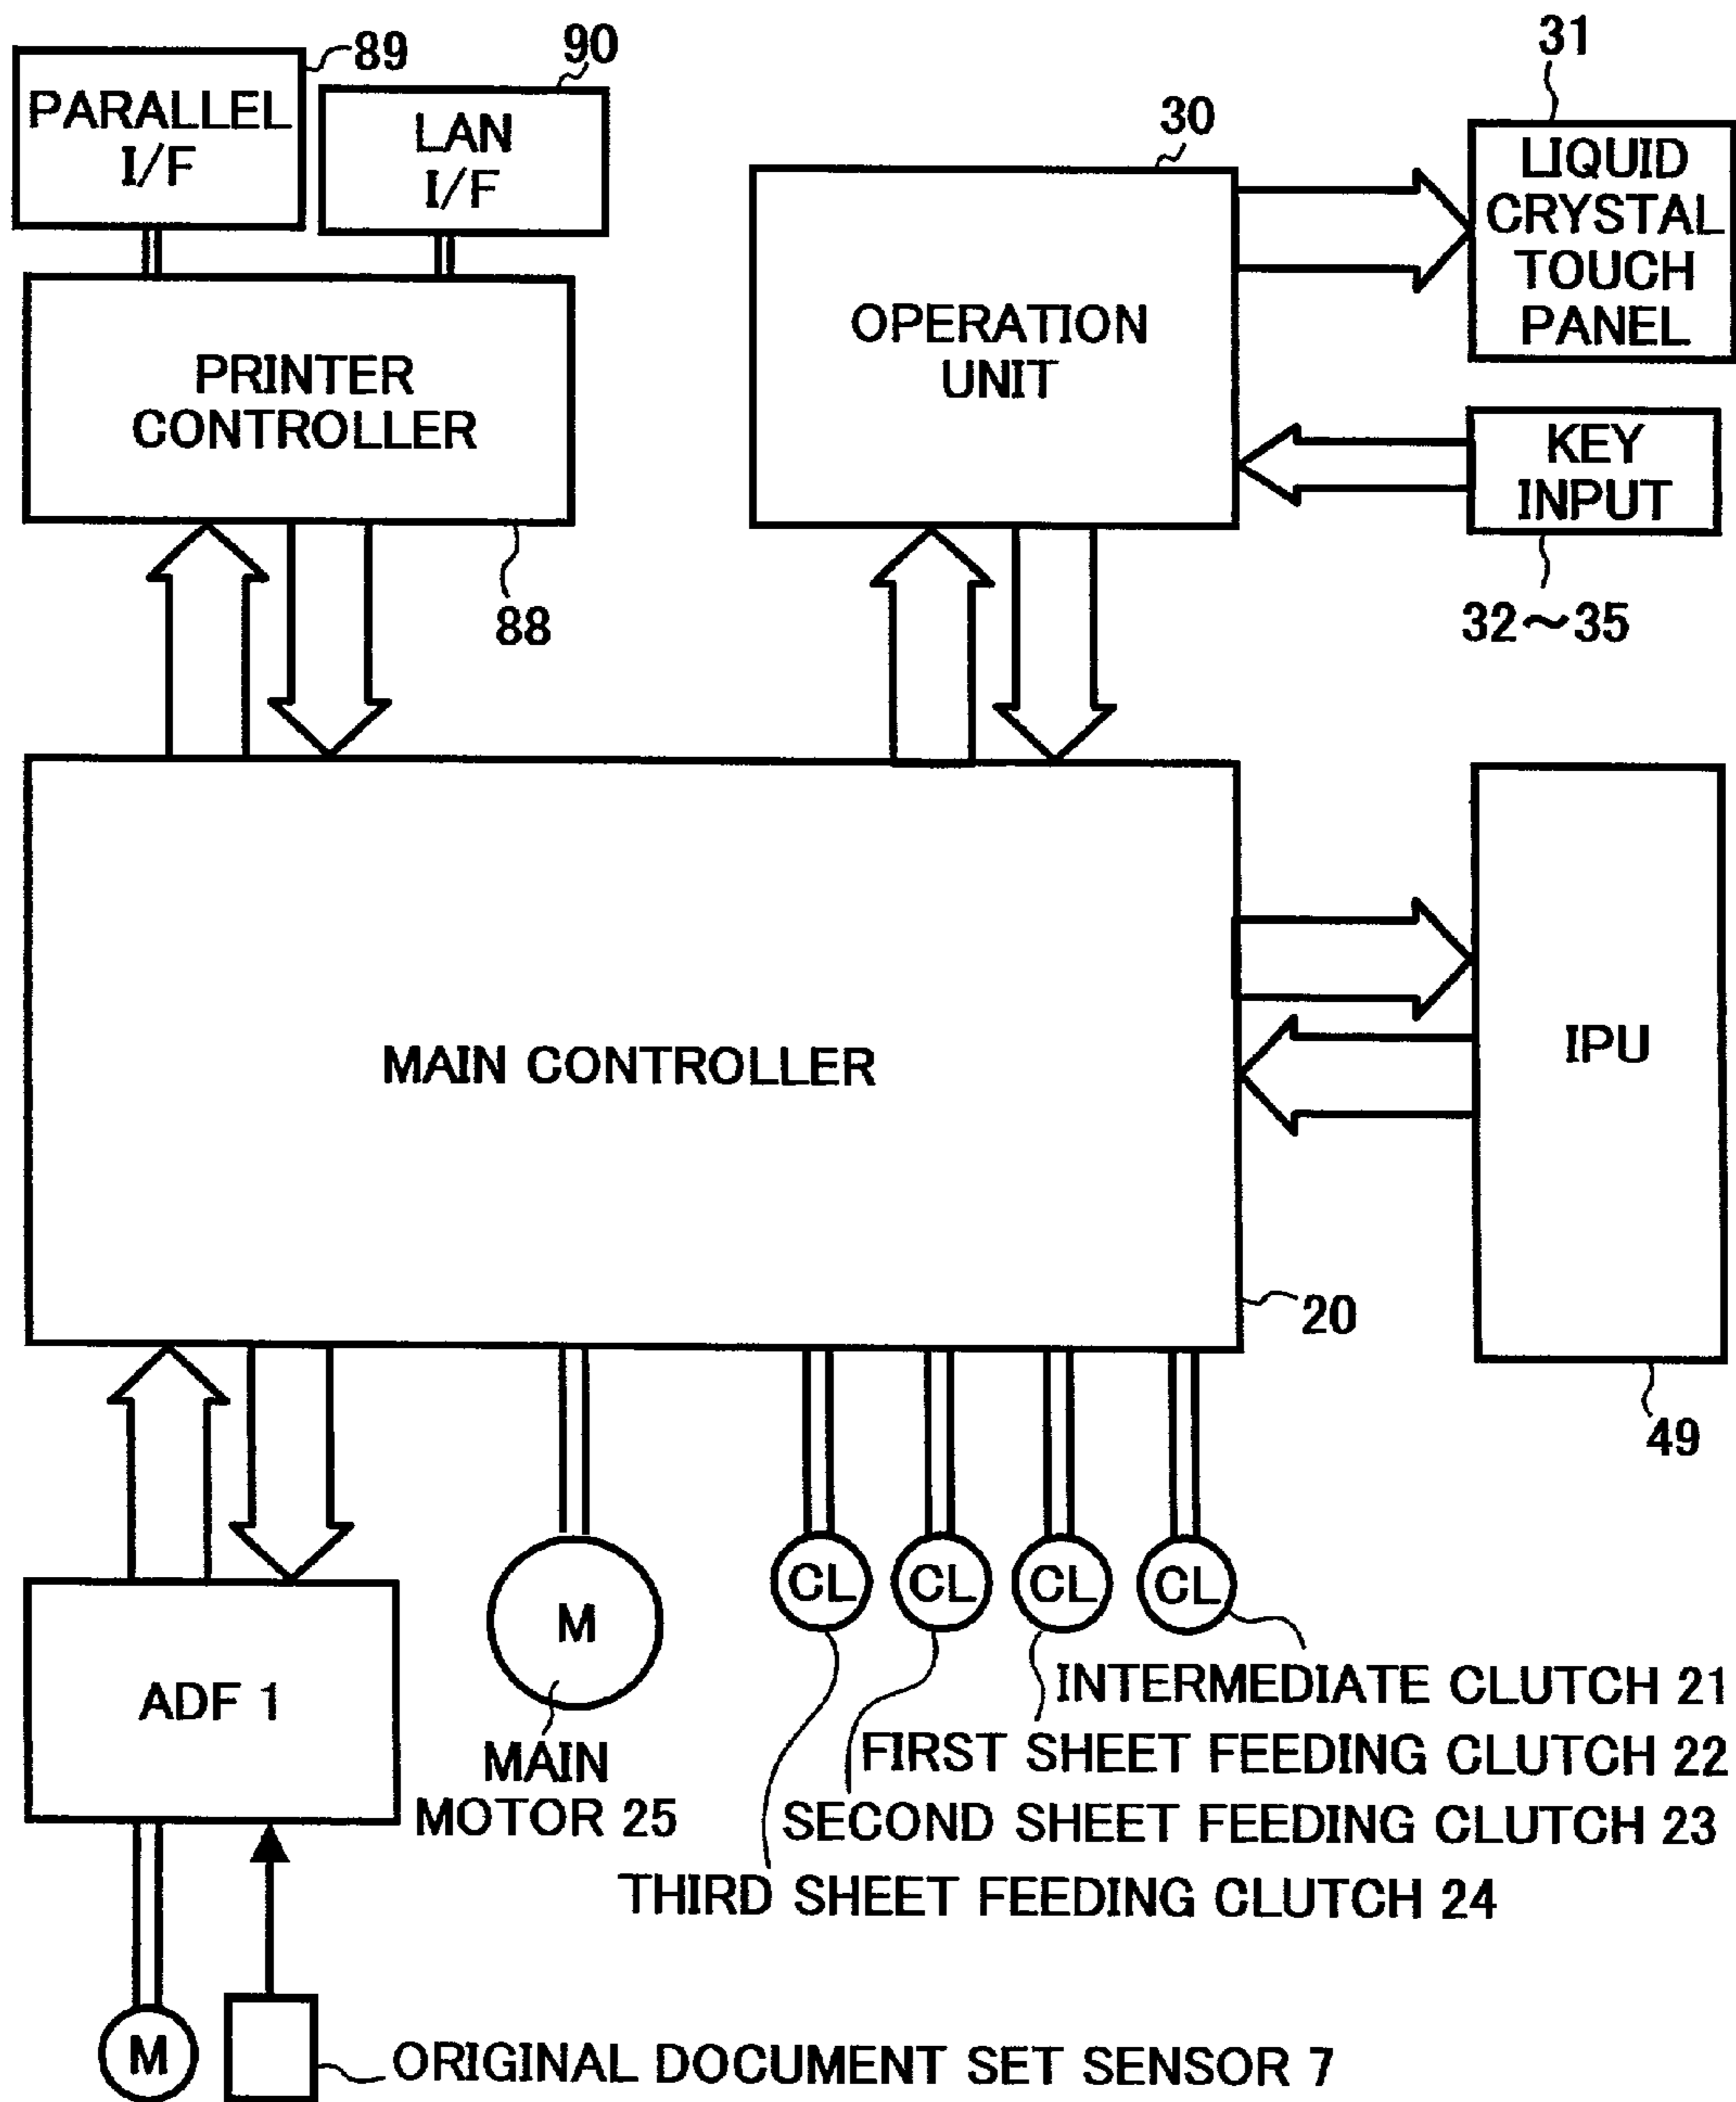 89
90
31
PARALLEL
I/F
LAN
I/F
30
LIQUID
CRYSTAL
TOUCH
PANEL
OPERATION
UNIT
PRINTER
CONTROLLER
KEY
INPUT
88
32～35
MAIN CONTROLLER
IPU
20
49
M
CL
CL
CL
CL
ADF 1
INTERMEDIATE CLUTCH 21
FIRST SHEET FEEDING CLUTCH 22
MAIN
MOTOR 25
SECOND SHEET FEEDING CLUTCH 23
THIRD SHEET FEEDING CLUTCH 24
M
ORIGINAL DOCUMENT SET SENSOR 7